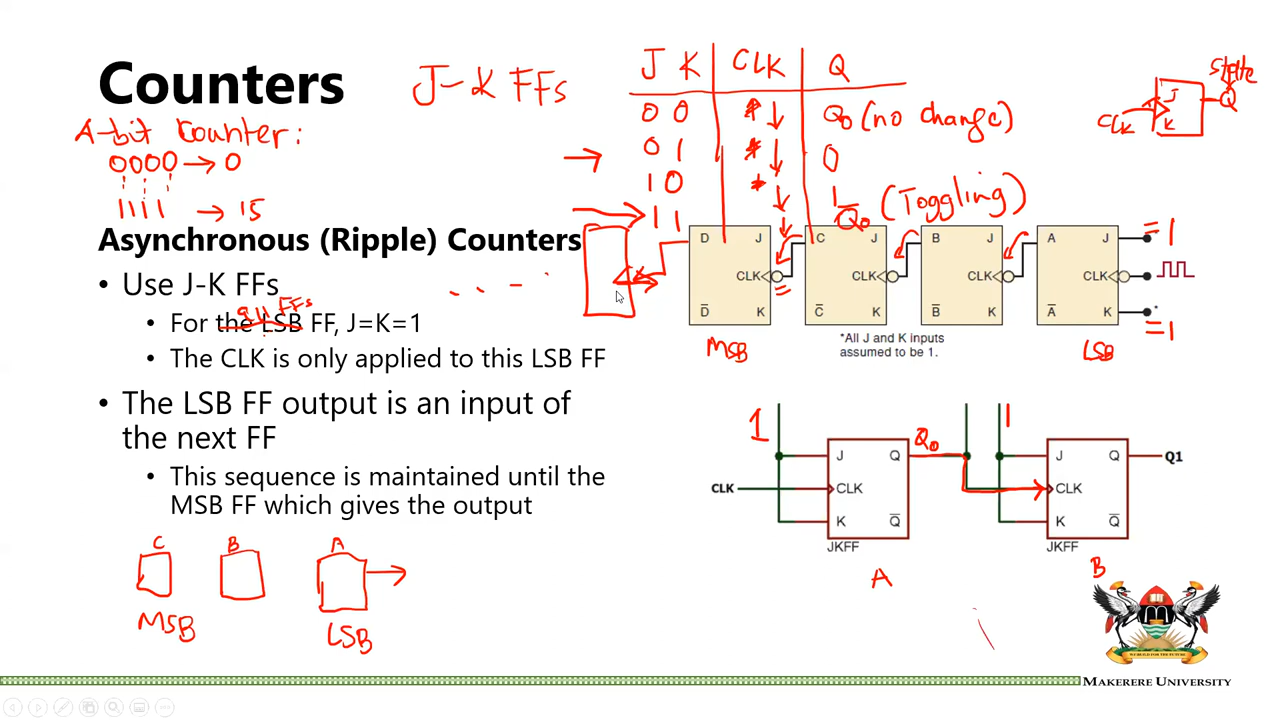 Counters
J-K FFs
J K CLK Q
0 0 ↓ Q0 (no change)
0 1 ↓ 0
1 0 ↓ 1
1 1 ↓ Q̅0 (Toggling)
state
J Q
CLK K
4-bit Counter:
0000 → 0
1111 → 15
Asynchronous (Ripple) Counters
• Use J-K FFs
all FFs
• For the LSB FF, J=K=1
• The CLK is only applied to this LSB FF
• The LSB FF output is an input of
the next FF
• This sequence is maintained until the
MSB FF which gives the output
C B A
MSB LSB
D J C J B J A J =1
CLK CLK CLK CLK
D̅ K C̅ K B̅ K A̅ K * =1
MSB LSB
*All J and K inputs
assumed to be 1.
1 Q0 1
J Q J Q Q1
CLK CLK CLK
K Q̅ K Q̅
JKFF JKFF
A B
MAKERERE UNIVERSITY